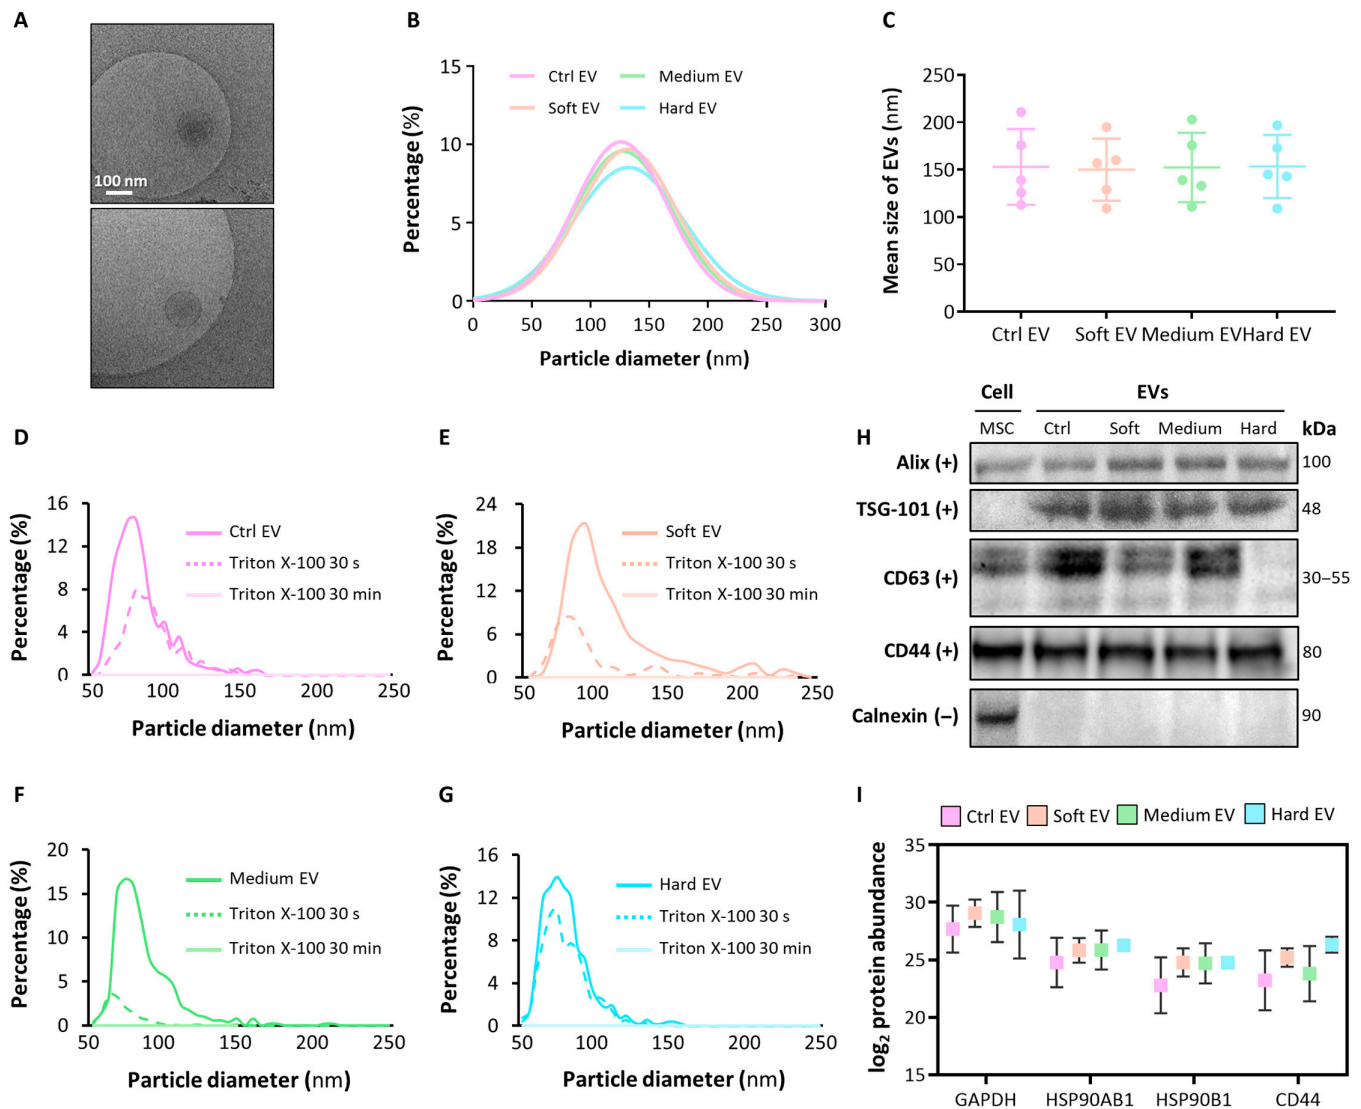 A
100 nm
B
15
10
5
0
Percentage (%)
Ctrl EV
Medium EV
Soft EV
Hard EV
0 50 100 150 200 250 300
Particle diameter (nm)
C
250
200
150
100
50
0
Mean size of EVs (nm)
Ctrl EV Soft EV Medium EV Hard EV
D
16
12
8
4
0
Percentage (%)
Ctrl EV
Triton X-100 30 s
Triton X-100 30 min
50 100 150 200 250
Particle diameter (nm)
E
24
18
12
6
0
Percentage (%)
Soft EV
Triton X-100 30 s
Triton X-100 30 min
50 100 150 200 250
Particle diameter (nm)
H
Cell EVs
MSC Ctrl Soft Medium Hard kDa
Alix (+) 100
TSG-101 (+) 48
CD63 (+) 30–55
CD44 (+) 80
Calnexin (–) 90
F
20
15
10
5
0
Percentage (%)
Medium EV
Triton X-100 30 s
Triton X-100 30 min
50 100 150 200 250
Particle diameter (nm)
G
16
12
8
4
0
Percentage (%)
Hard EV
Triton X-100 30 s
Triton X-100 30 min
50 100 150 200 250
Particle diameter (nm)
I
Ctrl EV Soft EV Medium EV Hard EV
35
30
25
20
15
log2 protein abundance
GAPDH HSP90AB1 HSP90B1 CD44